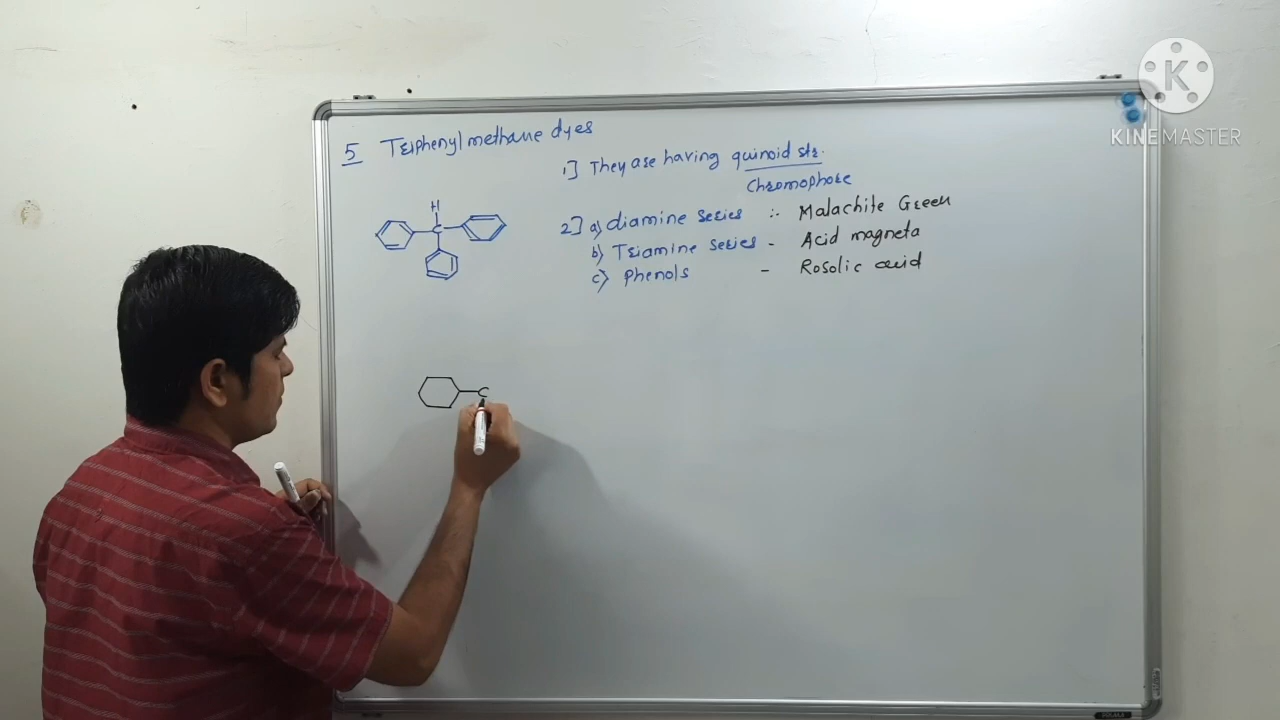 5 Triphenyl methane dyes
1] They are having quinoid str.
Chromophore
H
C
2] a) diamine series :- Malachite Green
b) Triamine series - Acid magneta
c) Phenols - Rosolic acid
C
K
KINEMASTER